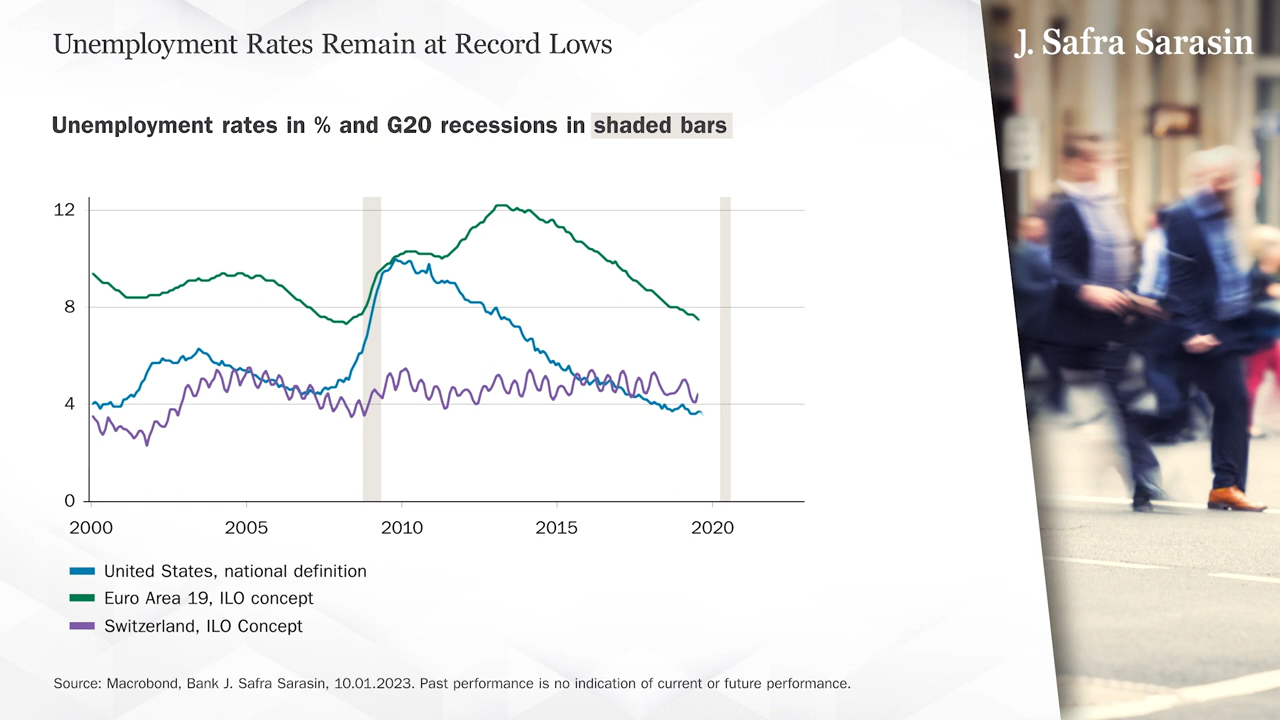 Unemployment Rates Remain at Record Lows
J. Safra Sarasin
Unemployment rates in % and G20 recessions in shaded bars
12
8
4
0
2000 2005 2010 2015 2020
United States, national definition
Euro Area 19, ILO concept
Switzerland, ILO Concept
Source: Macrobond, Bank J. Safra Sarasin, 10.01.2023. Past performance is no indication of current or future performance.